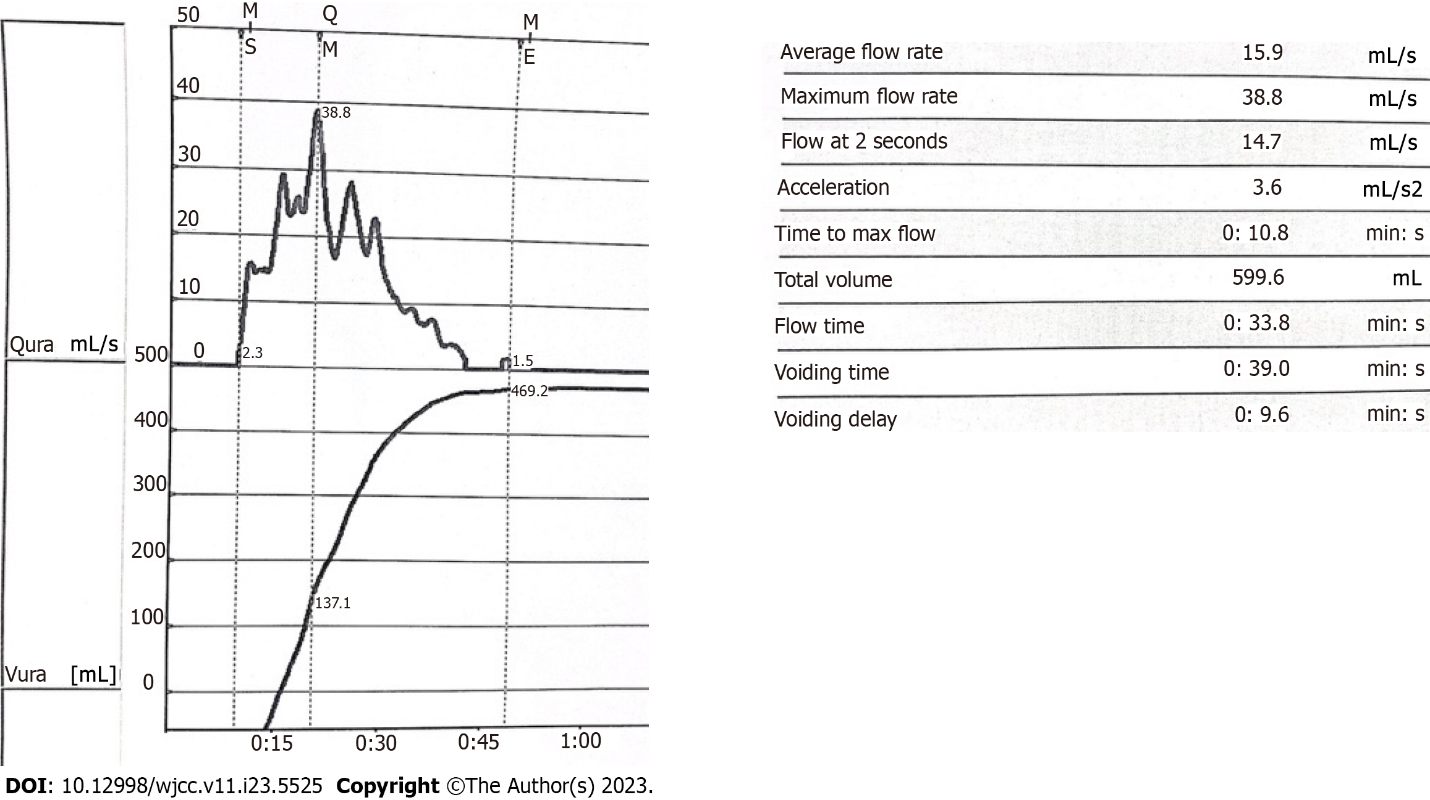 50
M
Q
M
S
M
E
40
38.8
30
20
10
Qura mL/s
0
2.3
1.5
500
469.2
400
300
200
137.1
100
Vura [mL]
0
0:15 0:30 0:45 1:00
Average flow rate 15.9 mL/s
Maximum flow rate 38.8 mL/s
Flow at 2 seconds 14.7 mL/s
Acceleration 3.6 mL/s2
Time to max flow 0: 10.8 min: s
Total volume 599.6 mL
Flow time 0: 33.8 min: s
Voiding time 0: 39.0 min: s
Voiding delay 0: 9.6 min: s
DOI: 10.12998/wjcc.v11.i23.5525 Copyright ©The Author(s) 2023.